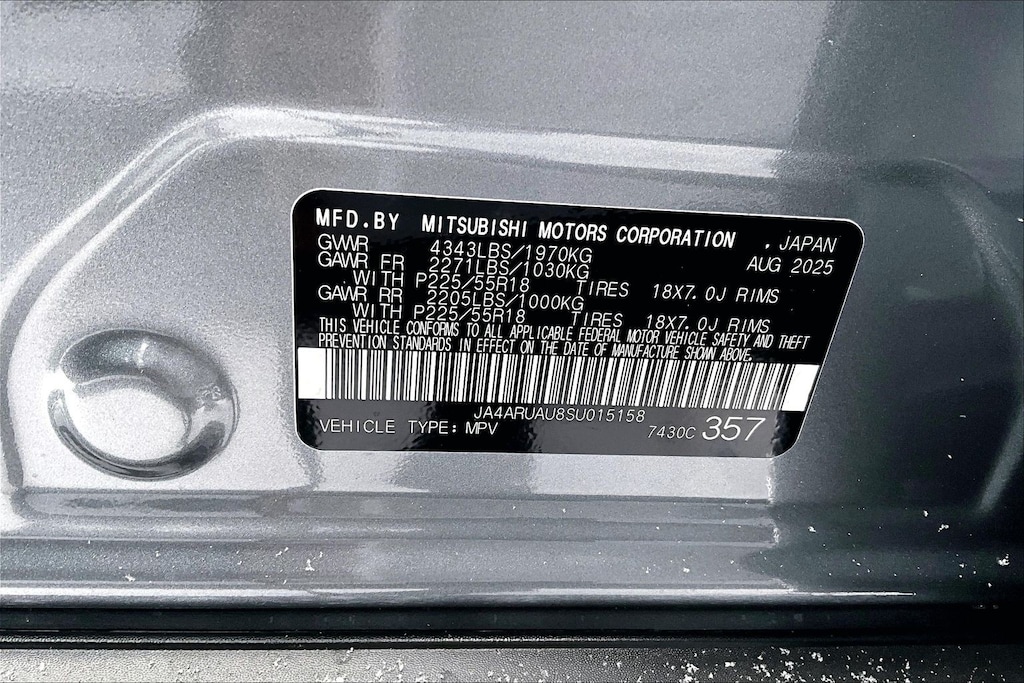 MFD.BY MITSUBISHI MOTORS CORPORATION . JAPAN
GVWR 4343LBS/1970KG AUG 2025
GAWR FR 2271LBS/1030KG
WITH P225/55R18 TIRES 18X7.0J RIMS
GAWR RR 2205LBS/1000KG
WITH P225/55R18 TIRES 18X7.0J RIMS
THIS VEHICLE CONFORMS TO ALL APPLICABLE FEDERAL MOTOR VEHICLE SAFETY AND THEFT
PREVENTION STANDARDS IN EFFECT ON THE DATE OF MANUFACTURE SHOWN ABOVE.
JA4ARUAU8SU015158
VEHICLE TYPE: MPV 7430C 357